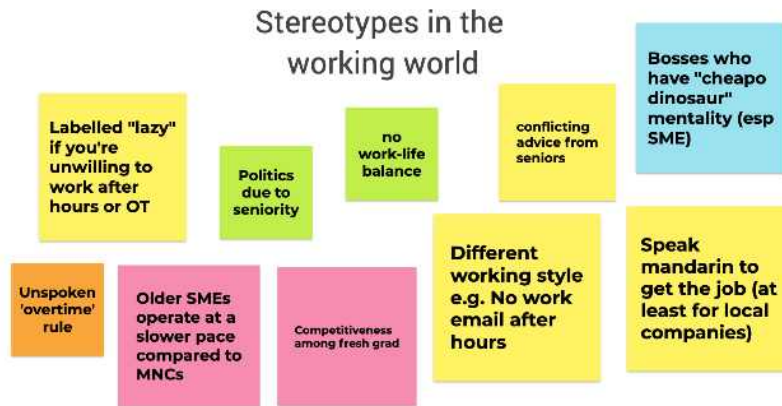 Stereotypes in the
working world
Bosses who
have "cheapo
dinosaur"
mentality (esp
SME)
Labelled "lazy"
if you're
unwilling to
work after
hours or OT
Politics
due to
seniority
no
work-life
balance
conflicting
advice from
seniors
Unspoken
'overtime'
rule
Older SMEs
operate at a
slower pace
compared to
MNCs
Competitiveness
among fresh grad
Different
working style
e.g. No work
email after
hours
Speak
mandarin to
get the job (at
least for local
companies)